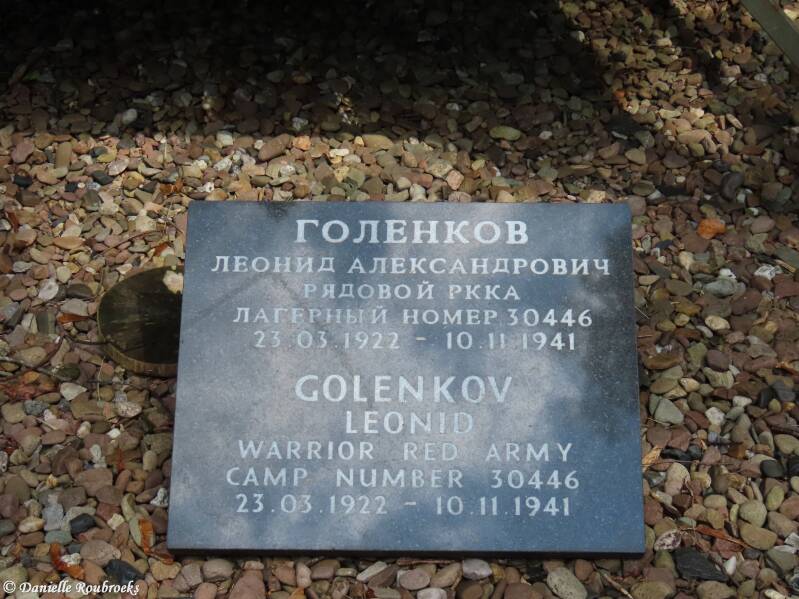 ГОЛЕНКОВ
ЛЕОНИД АЛЕКСАНДРОВИЧ
РЯДОВОЙ РККА
ЛАГЕРНЫЙ НОМЕР 30446
23.03.1922 - 10.11.1941
GOLENKOV
LEONID
WARRIOR RED ARMY
CAMP NUMBER 30446
23.03.1922 - 10.11.1941
© Danielle Roubroeks